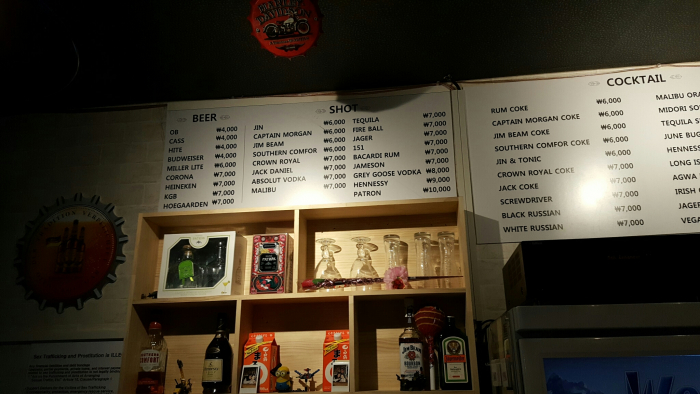 BEER
OB ₩4,000
CASS ₩4,000
HITE ₩4,000
BUDWEISER ₩4,000
MILLER LITE ₩6,000
CORONA ₩7,000
HEINEKEN ₩7,000
KGB ₩7,000
HOEGAARDEN ₩7,000
SHOT
JIN ₩6,000
CAPTAIN MORGAN ₩6,000
JIM BEAM ₩6,000
SOUTHERN COMFOR ₩6,000
CROWN ROYAL ₩7,000
JACK DANIEL ₩7,000
ABSOLUT VODKA ₩7,000
MALIBU ₩7,000
TEQUILA ₩7,000
FIRE BALL ₩7,000
JAGER ₩7,000
151 ₩7,000
BACARDI RUM ₩7,000
JAMESON ₩7,000
GREY GOOSE VODKA ₩8,000
HENNESSY ₩9,000
PATRON ₩10,000
COCKTAIL
RUM COKE ₩6,000
CAPTAIN MORGAN COKE ₩6,000
JIM BEAM COKE ₩6,000
SOUTHERN COMFOR COKE ₩6,000
JIN & TONIC ₩6,000
CROWN ROYAL COKE ₩7,000
JACK COKE ₩7,000
SCREWDRIVER ₩7,000
BLACK RUSSIAN ₩7,000
WHITE RUSSIAN ₩7,000
MALIBU ORA
MIDORI SO
TEQUILA S
JUNE BUG
HENNESS
LONG IS
AGWA
IRISH
JAGER
VEGA
JIM BEAM